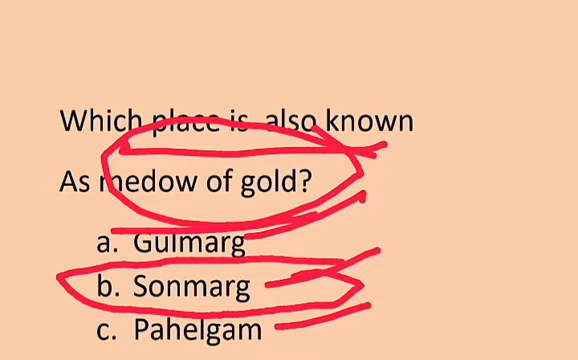 Which place is also known
As medow of gold?
a. Gulmarg
b. Sonmarg
c. Pahelgam